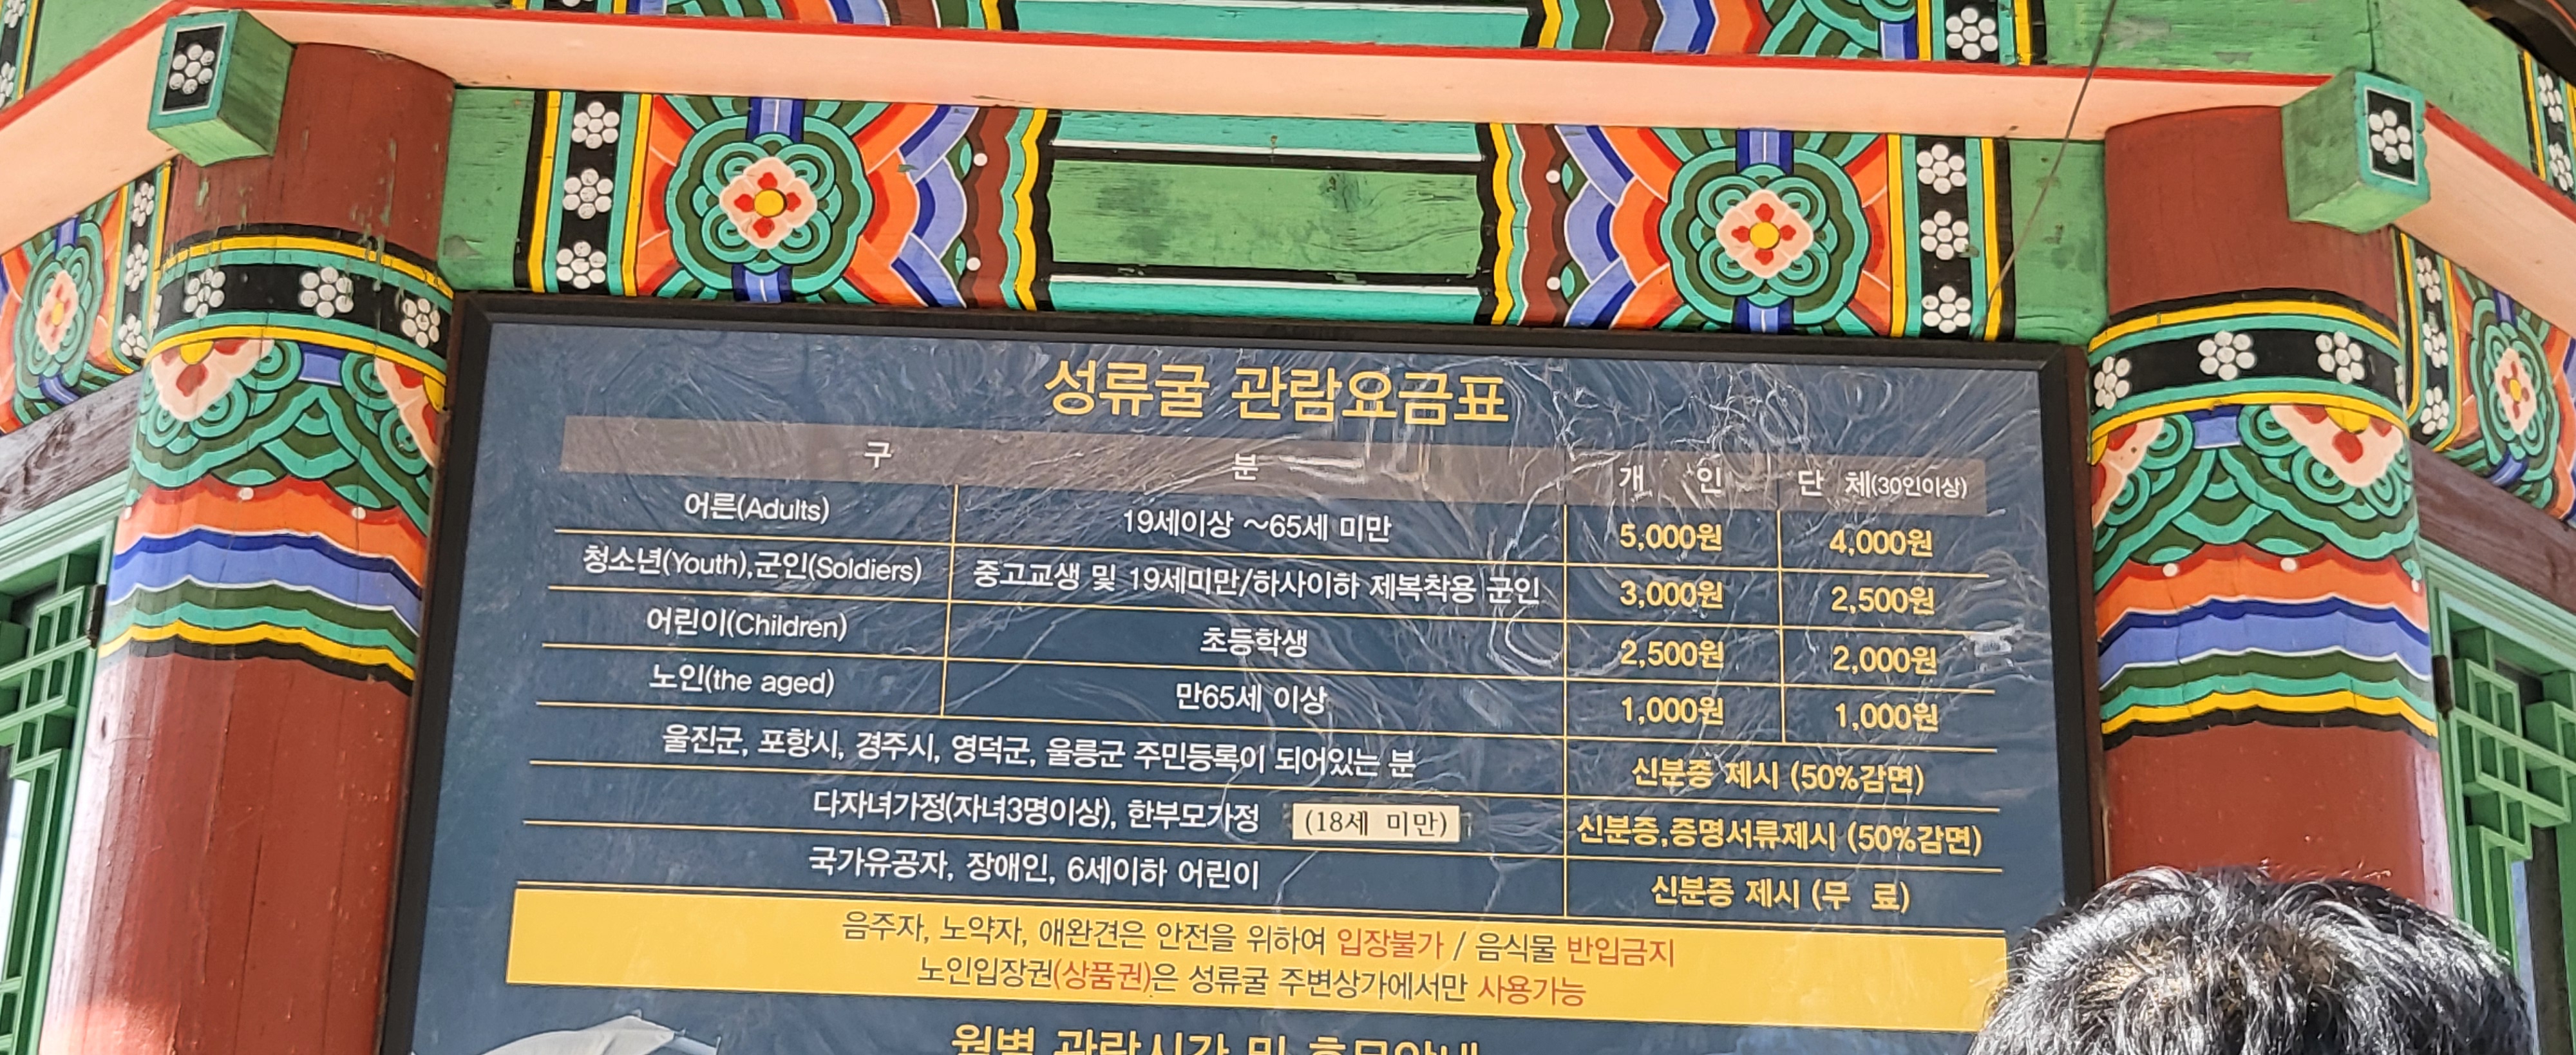 성류굴 관람요금표
구 분 개 인 단 체(30인이상)
어른(Adults) 19세이상 ~65세 미만 5,000원 4,000원
청소년(Youth),군인(Soldiers) 중고교생 및 19세미만/하사이하 제복착용 군인 3,000원 2,500원
어린이(Children) 초등학생 2,500원 2,000원
노인(the aged) 만65세 이상 1,000원 1,000원
울진군, 포항시, 경주시, 영덕군, 울릉군 주민등록이 되어있는 분 신분증 제시 (50%감면)
다자녀가정(자녀3명이상), 한부모가정 (18세 미만) 신분증,증명서류제시 (50%감면)
국가유공자, 장애인, 6세이하 어린이 신분증 제시 (무 료)
음주자, 노약자, 애완견은 안전을 위하여 입장불가 / 음식물 반입금지
노인입장권(상품권)은 성류굴 주변상가에서만 사용가능
월별 관람시간 및 휴무안내